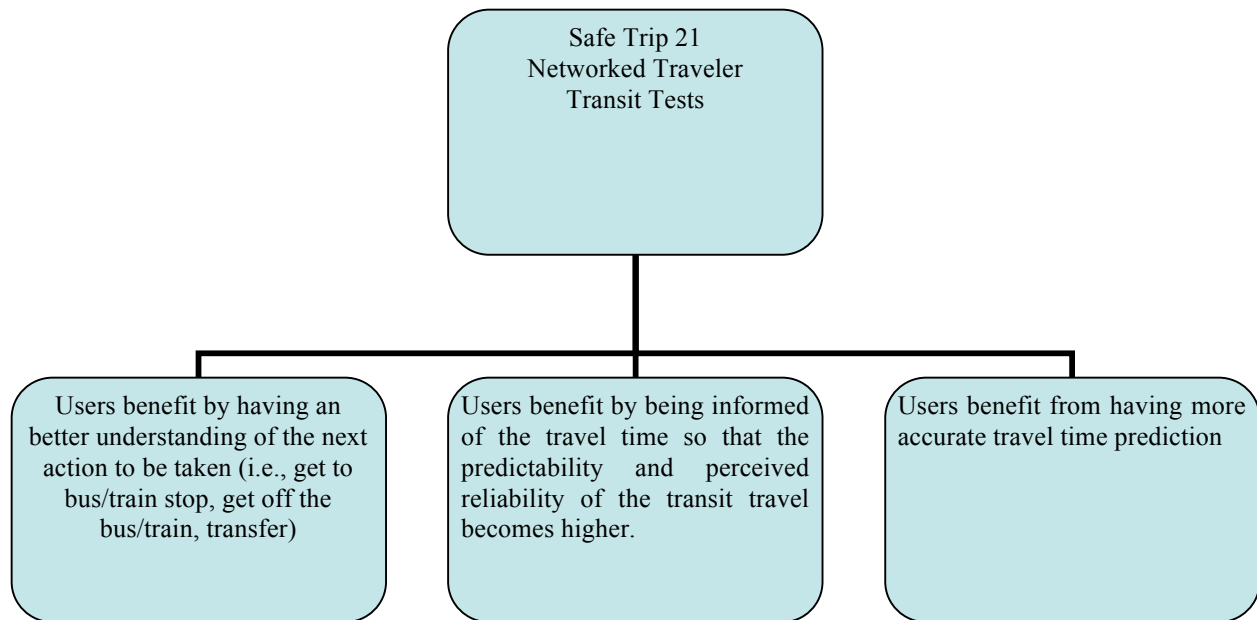 Safe Trip 21
Networked Traveler
Transit Tests
Users benefit by having an
better understanding of the next
action to be taken (i.e., get to
bus/train stop, get off the
bus/train, transfer)
Users benefit by being informed
of the travel time so that the
predictability and perceived
reliability of the transit travel
becomes higher.
Users benefit from having more
accurate travel time prediction